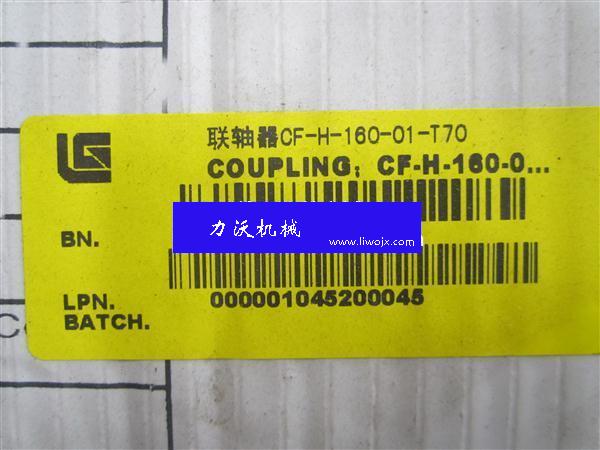 联轴器CF-H-160-01-T70
COUPLING; CF-H-160-0...
力沃机械
www.liwojx.com
BN.
LPN. 000001045200045
BATCH.